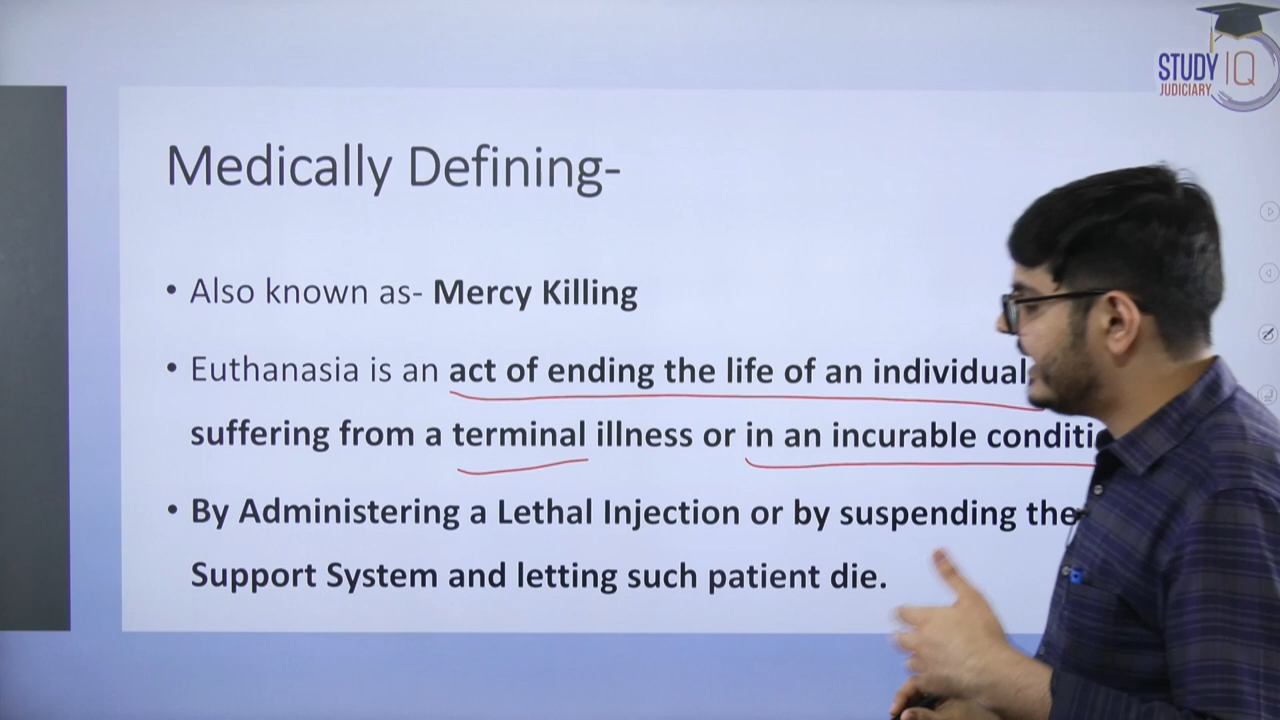 STUDY IQ
JUDICIARY
Medically Defining-
• Also known as- Mercy Killing
• Euthanasia is an act of ending the life of an individual
suffering from a terminal illness or in an incurable
• By Administering a Lethal Injection or by suspending the
Support System and letting such patient die.